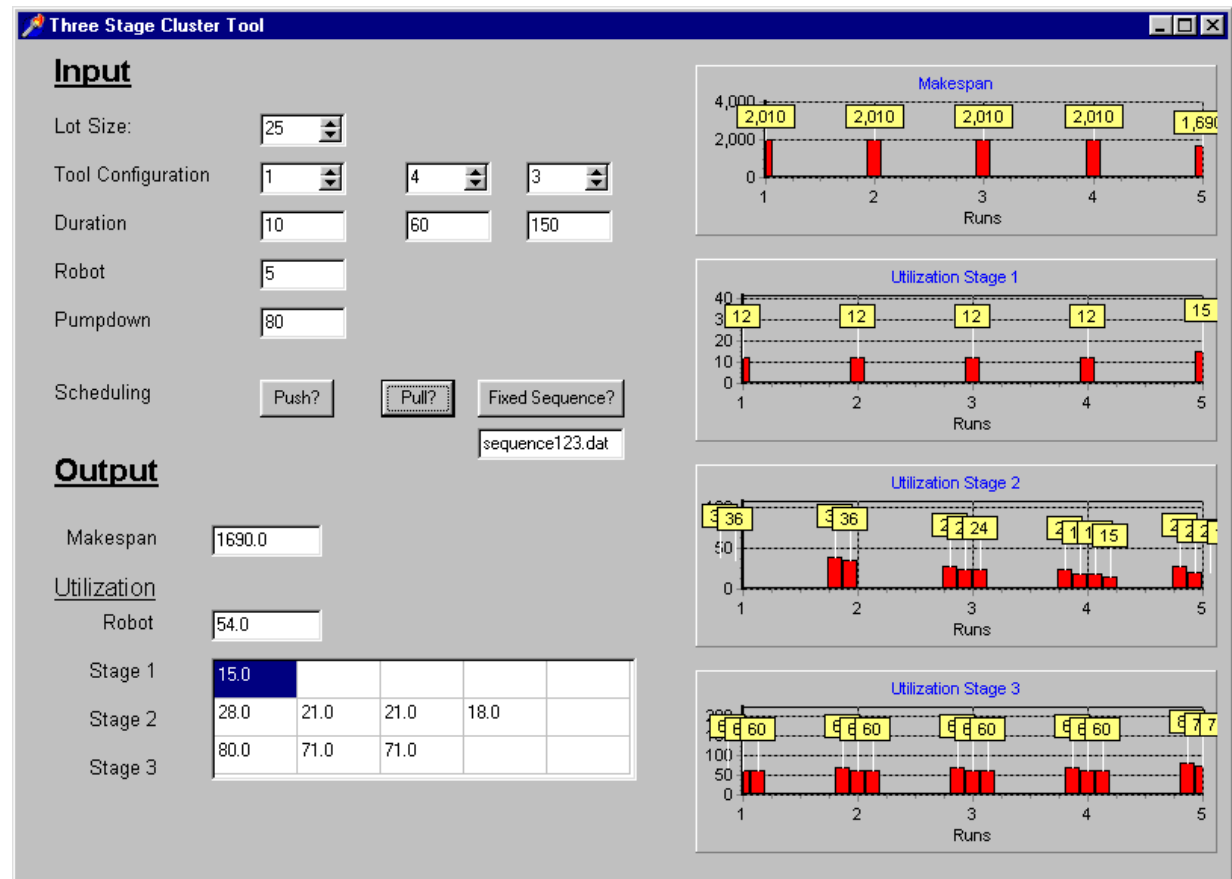 Three Stage Cluster Tool
Input
Lot Size: 25
Tool Configuration 1 4 3
Duration 10 60 150
Robot 5
Pumpdown 80
Scheduling Push? Pull? Fixed Sequence?
sequence123.dat
Output
Makespan 1690.0
Utilization
Robot 54.0
Stage 1 15.0
Stage 2 28.0 21.0 21.0 18.0
Stage 3 80.0 71.0 71.0
Makespan
4,000
2,010 2,010 2,010 2,010 1,690
2,000
0
1 2 3 4 5
Runs
Utilization Stage 1
40
12 12 12 12 15
20
10
0
1 2 3 4 5
Runs
Utilization Stage 2
36 36 24 15
50
0
1 2 3 4 5
Runs
Utilization Stage 3
60 60 60 60
100
50
0
1 2 3 4 5
Runs